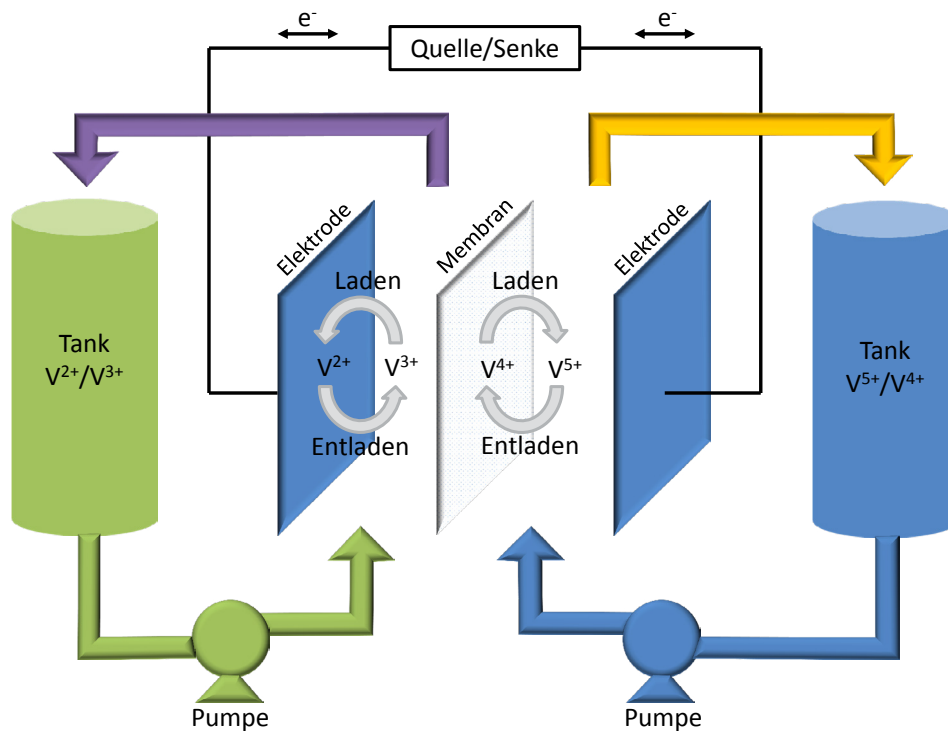 e⁻
e⁻
Quelle/Senke
Elektrode
Membran
Elektrode
Laden
Laden
Tank
V²⁺/V³⁺
V²⁺
V³⁺
V⁴⁺
V⁵⁺
Tank
V⁵⁺/V⁴⁺
Entladen
Entladen
Pumpe
Pumpe